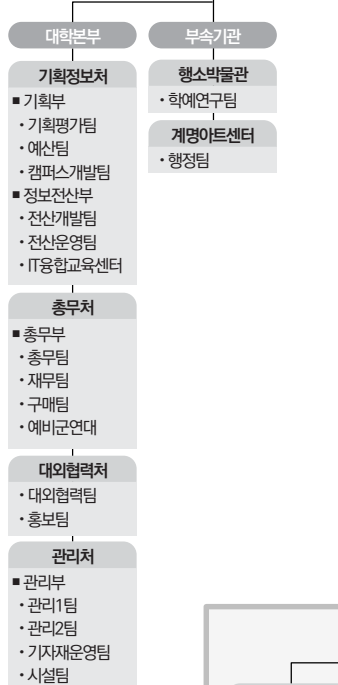 대학본부
기획정보처
■ 기획부
• 기획평가팀
• 예산팀
• 캠퍼스개발팀
■ 정보전산부
• 전산개발팀
• 전산운영팀
• IT융합교육센터
총무처
■ 총무부
• 총무팀
• 재무팀
• 구매팀
• 예비군연대
대외협력처
• 대외협력팀
• 홍보팀
관리처
■ 관리부
• 관리1팀
• 관리2팀
• 기자재운영팀
• 시설팀
부속기관
행소박물관
• 학예연구팀
계명아트센터
• 행정팀